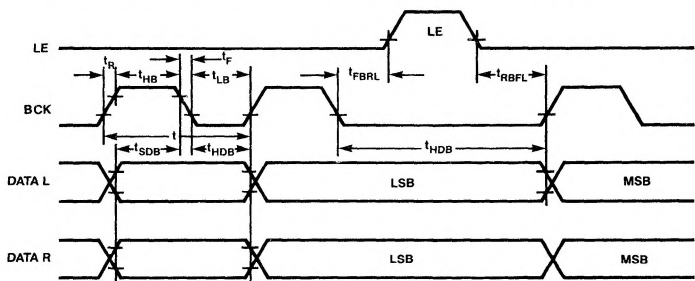 LE
LE
tR
tHB
tF
tLB
tFBRL
tRBFL
BCK
t
tSDB
tHDB
tHDB
DATA L
LSB
MSB
DATA R
LSB
MSB